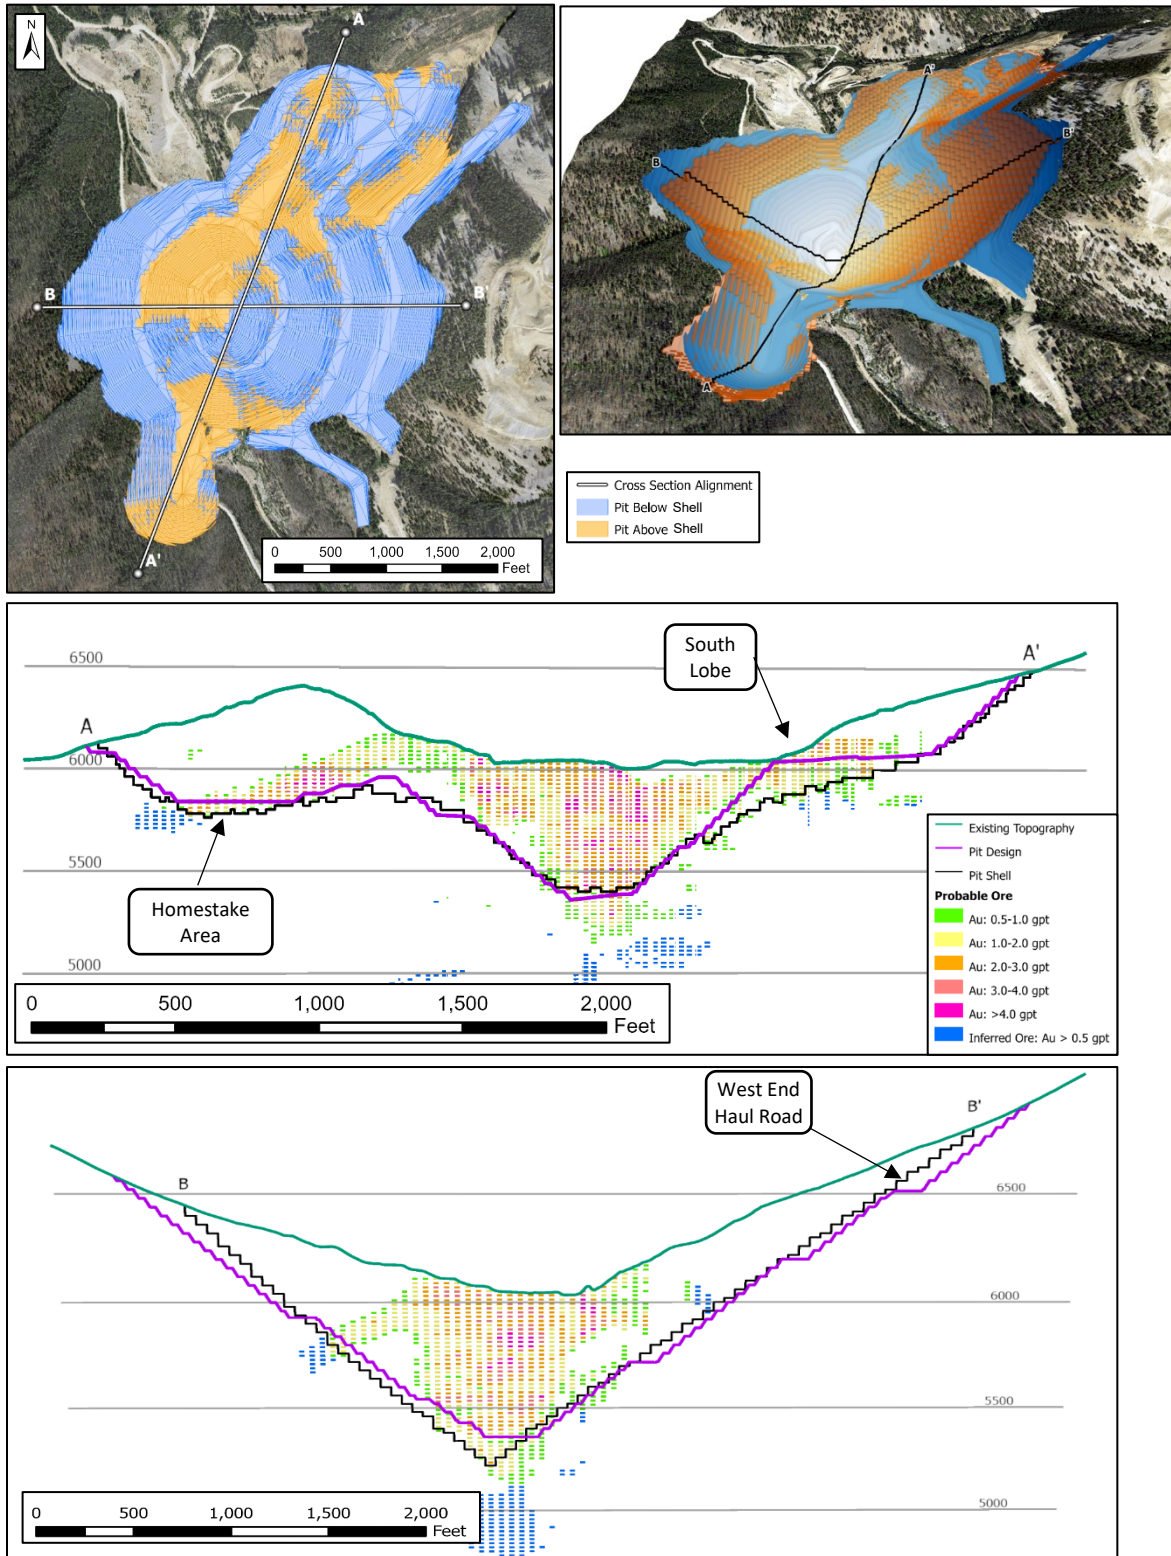 N
A
B
B'
A'
0 500 1,000 1,500 2,000
Feet
A'
B'
B
A
Cross Section Alignment
Pit Below Shell
Pit Above Shell
South
Lobe
6500
A'
A
6000
5500
Homestake
Area
5000
0 500 1,000 1,500 2,000
Feet
Existing Topography
Pit Design
Pit Shell
Probable Ore
Au: 0.5-1.0 gpt
Au: 1.0-2.0 gpt
Au: 2.0-3.0 gpt
Au: 3.0-4.0 gpt
Au: >4.0 gpt
Inferred Ore: Au > 0.5 gpt
West End
Haul Road
B'
B
6500
6000
5500
5000
0 500 1,000 1,500 2,000
Feet